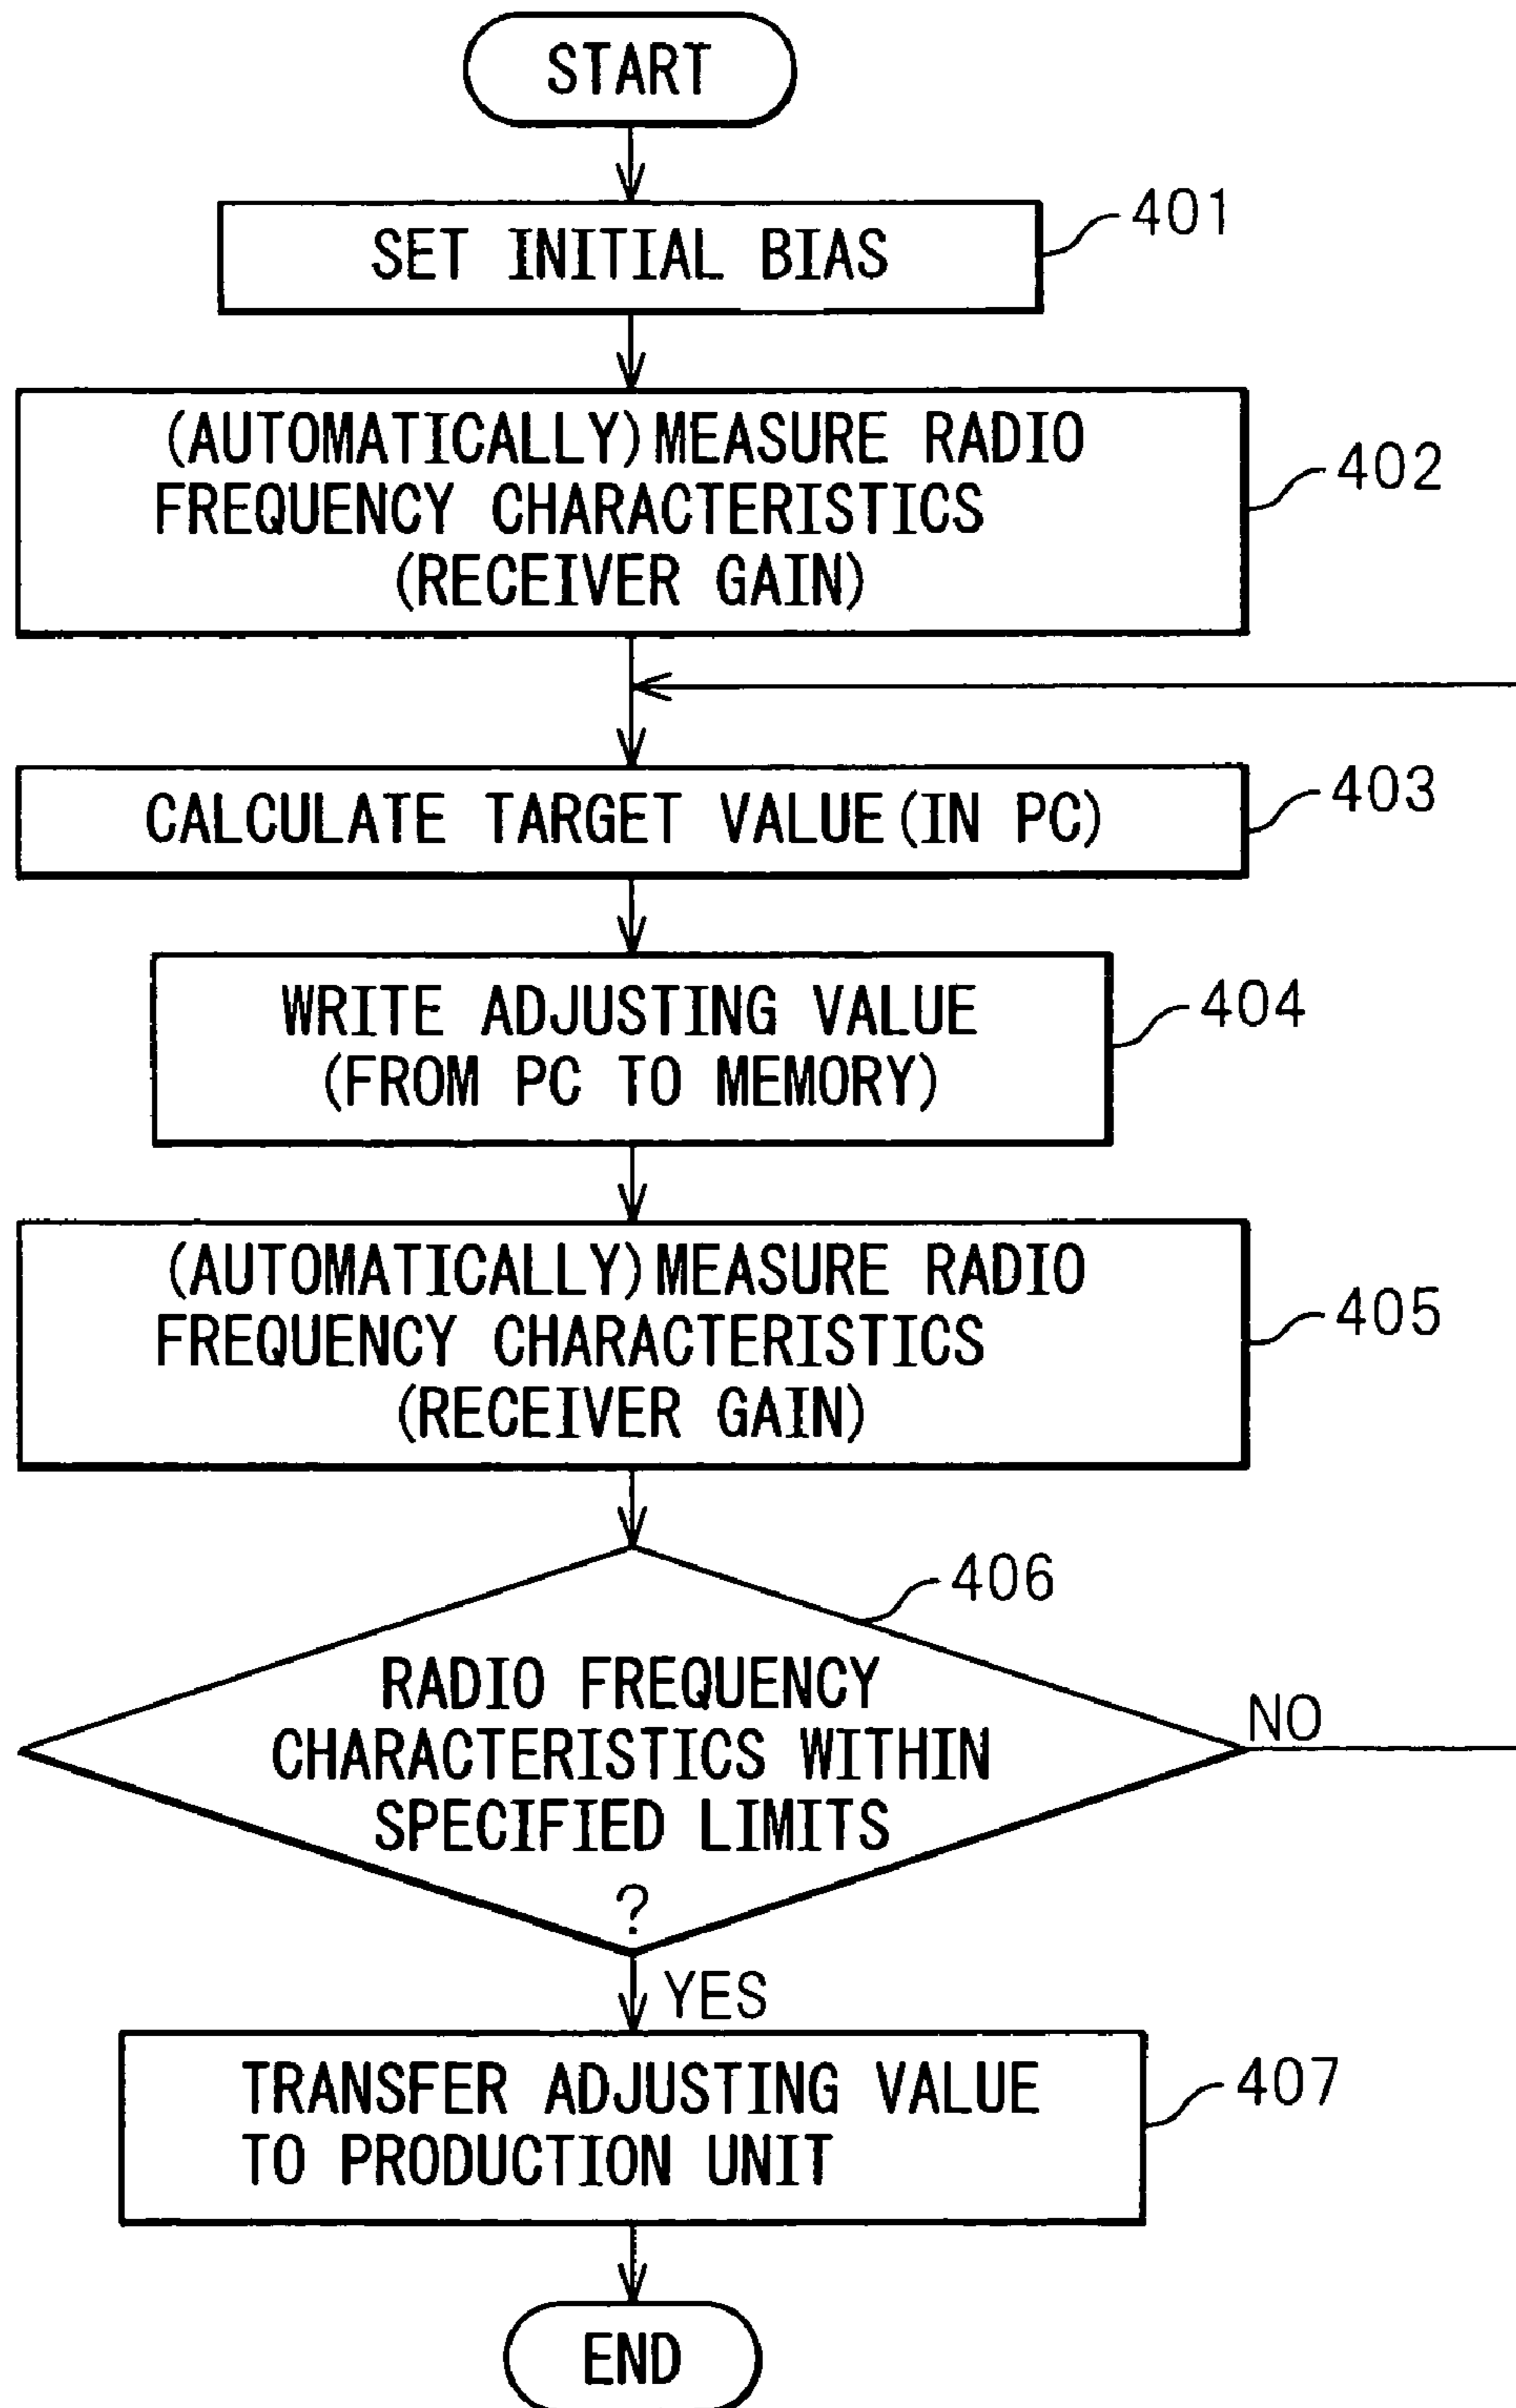 START
SET INITIAL BIAS
401
(AUTOMATICALLY) MEASURE RADIO
FREQUENCY CHARACTERISTICS
(RECEIVER GAIN)
402
CALCULATE TARGET VALUE (IN PC)
403
WRITE ADJUSTING VALUE
(FROM PC TO MEMORY)
404
(AUTOMATICALLY) MEASURE RADIO
FREQUENCY CHARACTERISTICS
(RECEIVER GAIN)
405
406
RADIO FREQUENCY
CHARACTERISTICS WITHIN
SPECIFIED LIMITS
?
NO
YES
TRANSFER ADJUSTING VALUE
TO PRODUCTION UNIT
407
END